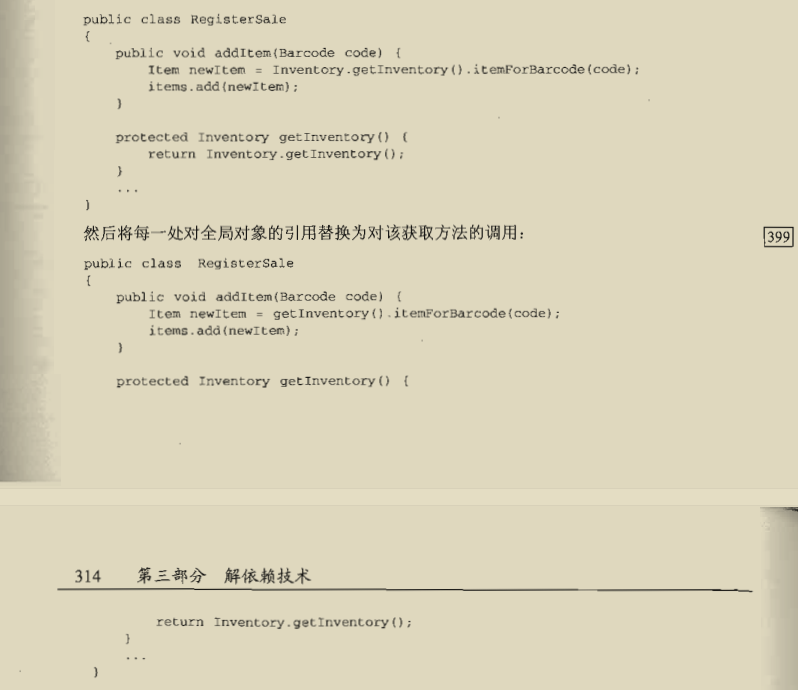 public class RegisterSale
{
    public void addItem(Barcode code) {
        Item newItem = Inventory.getInventory().itemForBarcode(code);
        items.add(newItem);
    }
    protected Inventory getInventory() {
        return Inventory.getInventory();
    }
    ...
}
然后将每一处对全局对象的引用替换为对该获取方法的调用：
399
public class  RegisterSale
{
    public void addItem(Barcode code) {
        Item newItem = getInventory().itemForBarcode(code);
        items.add(newItem);
    }
    protected Inventory getInventory() {
314 第三部分 解依赖技术
        return Inventory.getInventory();
    }
    ...
}